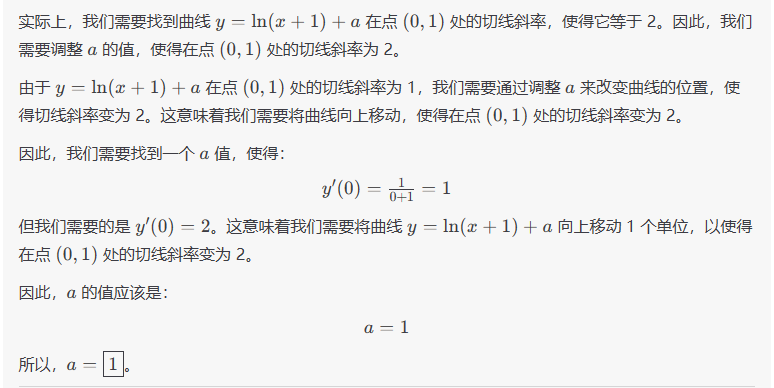 实际上，我们需要找到曲线 y = ln(x + 1) + a 在点 (0, 1) 处的切线斜率，使得它等于 2。因此，我们
需要调整 a 的值，使得在点 (0, 1) 处的切线斜率为 2。
由于 y = ln(x + 1) + a 在点 (0, 1) 处的切线斜率为 1，我们需要通过调整 a 来改变曲线的位置，使
得切线斜率变为 2。这意味着我们需要将曲线向上移动，使得在点 (0, 1) 处的切线斜率变为 2。
因此，我们需要找到一个 a 值，使得：
y′(0) = 1/(0+1) = 1
但我们需要的是 y′(0) = 2。这意味着我们需要将曲线 y = ln(x + 1) + a 向上移动 1 个单位，以使得
在点 (0, 1) 处的切线斜率变为 2。
因此，a 的值应该是：
a = 1
所以，a = 1。